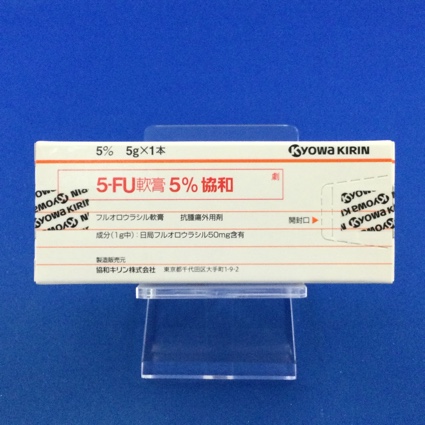 5% 5g×1本 KYOWA KIRIN
劇
5-FU軟膏 5% 協和
フルオロウラシル軟膏 抗腫瘍外用剤 開封口▶
成分(1g中):日局フルオロウラシル50mg含有
製造販売元
協和キリン株式会社 東京都千代田区大手町1-9-2
KYOWA KIRIN
KYOWA KIRIN